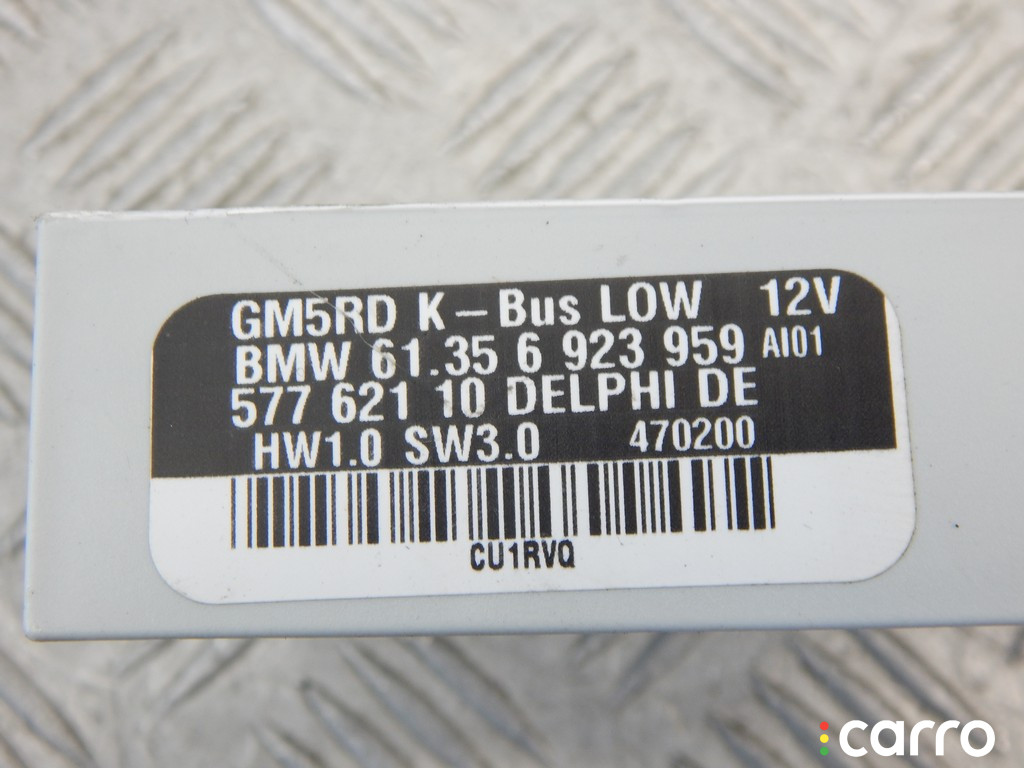 GM5RD K-Bus LOW 12V
BMW 61.35 6 923 959 AI01
577 621 10 DELPHI DE
HW1.0 SW3.0 470200
CU1RVQ
carro